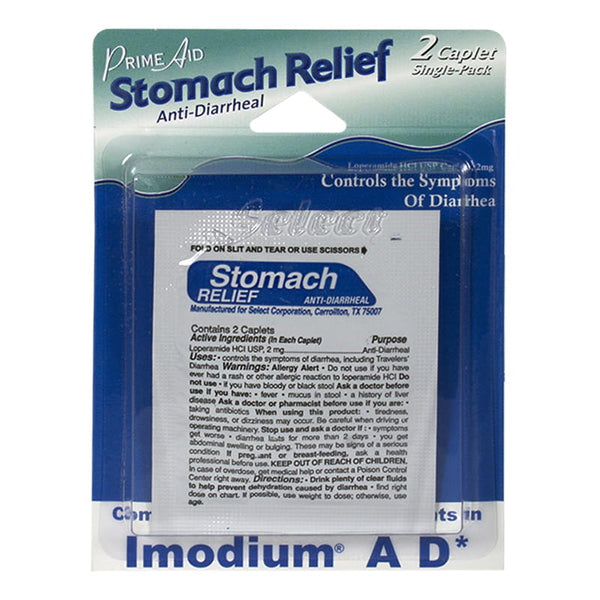 PRIME AID
Stomach Relief
Anti-Diarrheal
2 Caplet
Single-Pack
Loperamide HCI USP Caplets, 2mg
Controls the Symptoms
Of Diarrhea
Select
FOLD ON SLIT AND TEAR OR USE SCISSORS
Stomach
RELIEF ANTI-DIARRHEAL
Manufactured for Select Corporation, Carrollton, TX 75007
Contains 2 Caplets
Active Ingredients (In Each Caplet) Purpose
Loperamide HCI USP, 2 mg Anti-Diarrheal
Uses: • controls the symptoms of diarrhea, including Travelers'
Diarrhea Warnings: Allergy Alert • Do not use if you have
ever had a rash or other allergic reaction to loperamide HCI Do
not use • if you have bloody or black stool Ask a doctor before
use if you have: • fever • mucus in stool • a history of liver
disease Ask a doctor or pharmacist before use if you are: •
taking antibiotics When using this product: • tiredness,
drowsiness, or dizziness may occur. Be careful when driving or
operating machinery. Stop use and ask a doctor if : • symptoms
get worse • diarrhea lasts for more than 2 days • you get
abdominal swelling or bulging. These may be signs of a serious
condition If pregnant or breast-feeding, ask a health
professional before use. KEEP OUT OF REACH OF CHILDREN.
In case of overdose, get medical help or contact a Poison Control
Center right away. Directions: • Drink plenty of clear fluids
to help prevent dehydration caused by diarrhea • find right
dose on chart. If possible, use weight to dose; otherwise, use
age.
in
Imodium® A D*